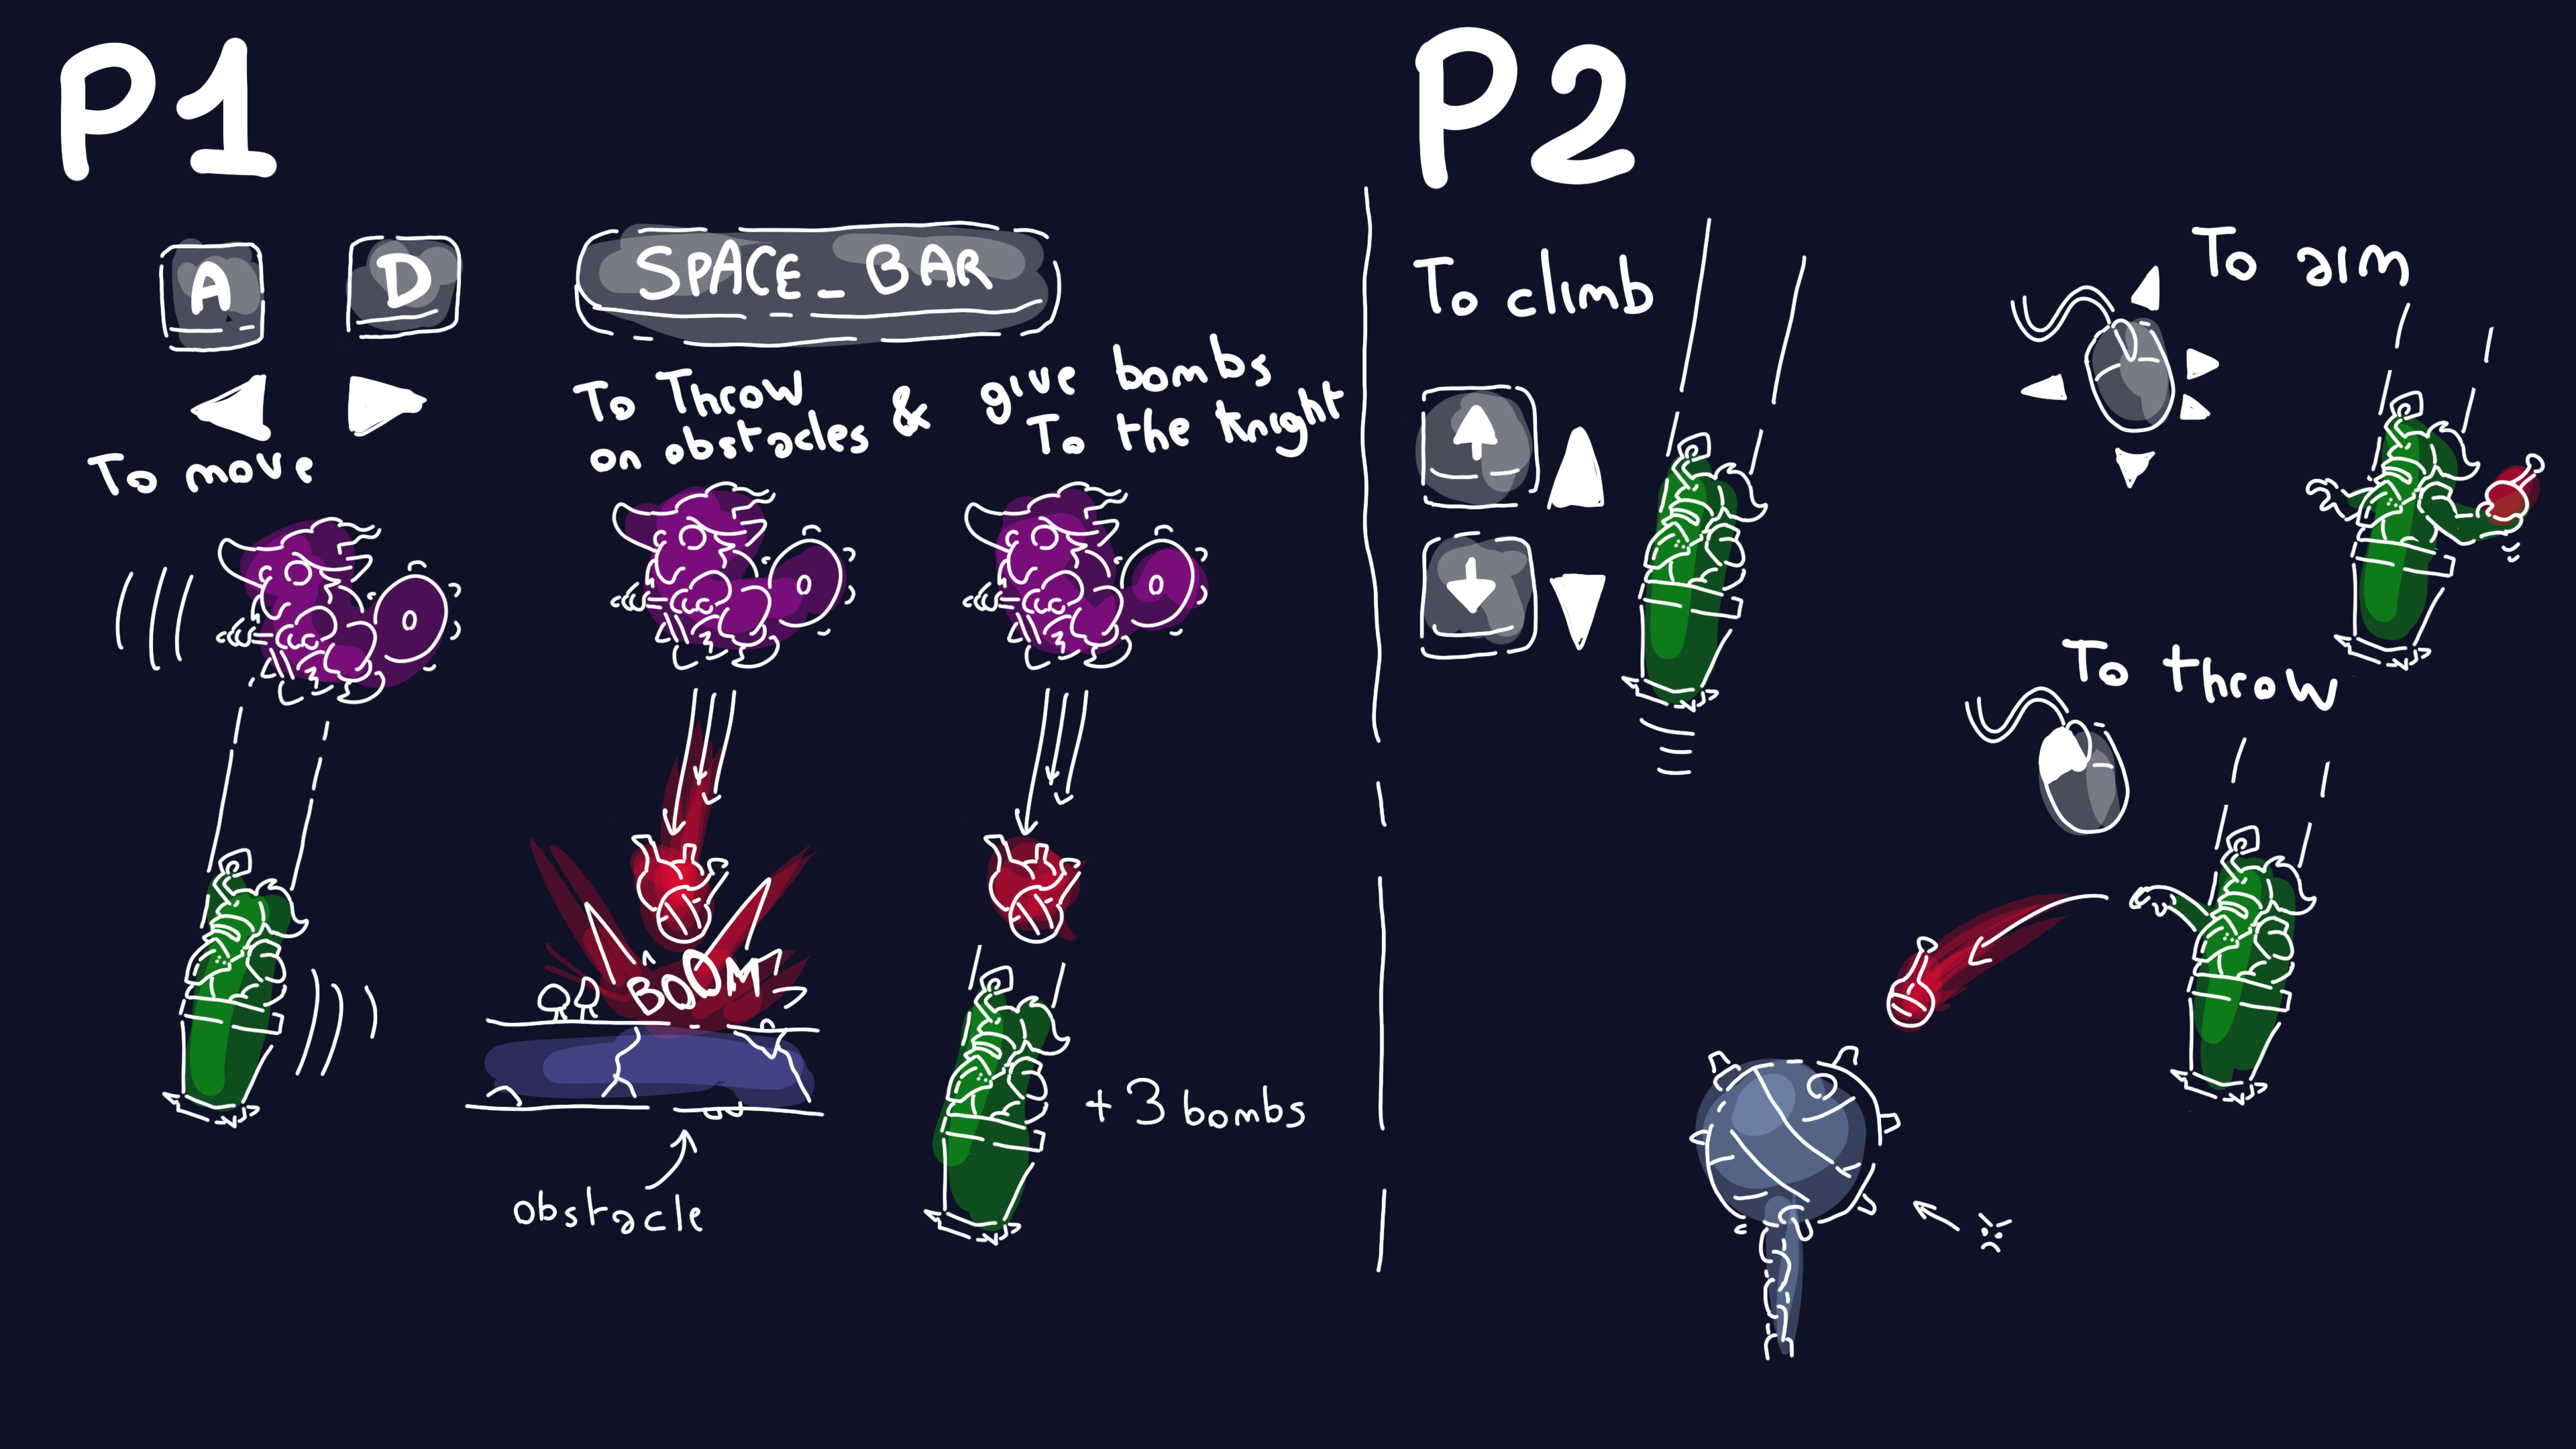 P1
A
D
SPACE_BAR
To move
To Throw
on obstacles
&
give bombs
To the knight
BOOM
obstacle
+3 bombs
P2
To climb
To aim
To throw